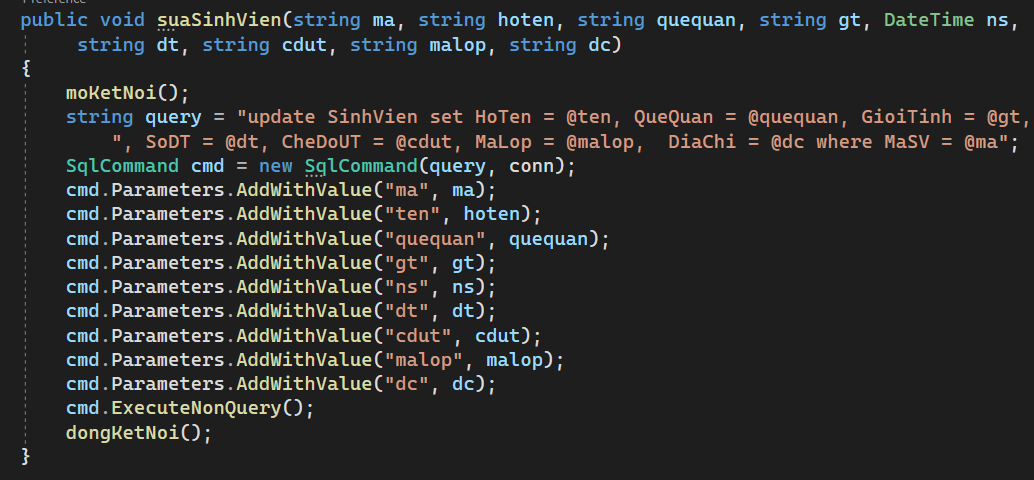 public void suaSinhVien(string ma, string hoten, string quequan, string gt, DateTime ns,
string dt, string cdut, string malop, string dc)
{
moKetNoi();
string query = "update SinhVien set HoTen = @ten, QueQuan = @quequan, GioiTinh = @gt,
", SoDT = @dt, CheDoUT = @cdut, MaLop = @malop,  DiaChi = @dc where MaSV = @ma";
SqlCommand cmd = new SqlCommand(query, conn);
cmd.Parameters.AddWithValue("ma", ma);
cmd.Parameters.AddWithValue("ten", hoten);
cmd.Parameters.AddWithValue("quequan", quequan);
cmd.Parameters.AddWithValue("gt", gt);
cmd.Parameters.AddWithValue("ns", ns);
cmd.Parameters.AddWithValue("dt", dt);
cmd.Parameters.AddWithValue("cdut", cdut);
cmd.Parameters.AddWithValue("malop", malop);
cmd.Parameters.AddWithValue("dc", dc);
cmd.ExecuteNonQuery();
dongKetNoi();
}